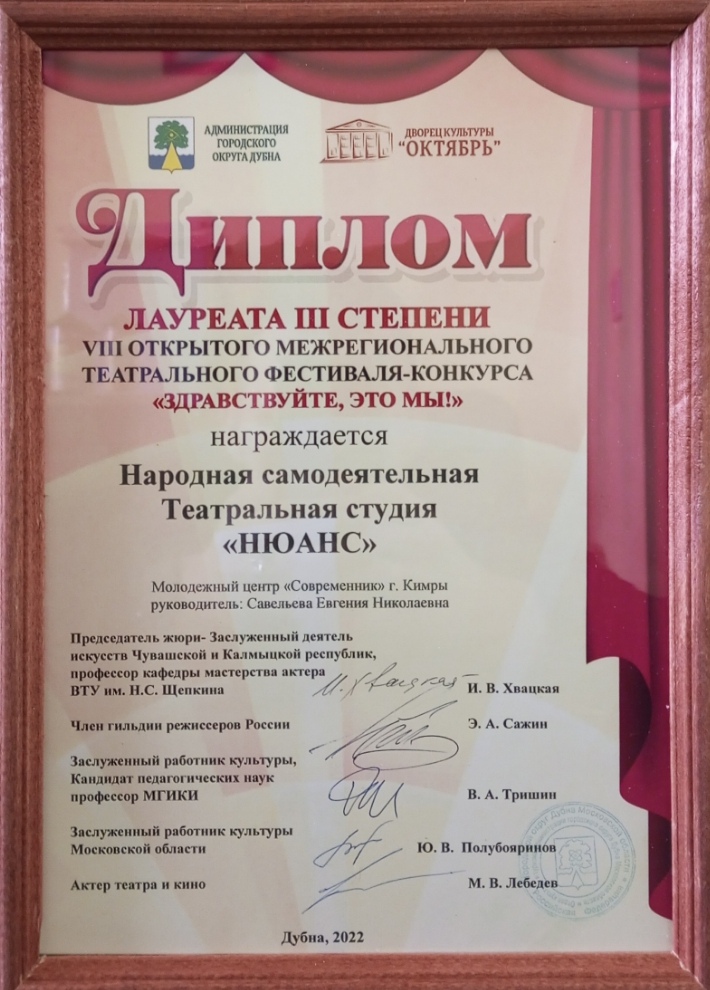 АДМИНИСТРАЦИЯ
ГОРОДСКОГО
ОКРУГА ДУБНА
ДВОРЕЦ КУЛЬТУРЫ
"ОКТЯБРЬ"
ДИПЛОМ
ЛАУРЕАТА III СТЕПЕНИ
VIII ОТКРЫТОГО МЕЖРЕГИОНАЛЬНОГО
ТЕАТРАЛЬНОГО ФЕСТИВАЛЯ-КОНКУРСА
«ЗДРАВСТВУЙТЕ, ЭТО МЫ!»
награждается
Народная самодеятельная
Театральная студия
«НЮАНС»
Молодежный центр «Современник» г. Кимры
руководитель: Савельева Евгения Николаевна
Председатель жюри- Заслуженный деятель
искусств Чувашской и Калмыцкой республик,
профессор кафедры мастерства актера
ВТУ им. Н.С. Щепкина И. Хвацкая И. В. Хвацкая
Член гильдии режиссеров России Э. А. Сажин
Заслуженный работник культуры,
Кандидат педагогических наук
профессор МГИКИ В. А. Тришин
Заслуженный работник культуры
Московской области Ю. В. Полубояринов
Актер театра и кино М. В. Лебедев
Дубна, 2022